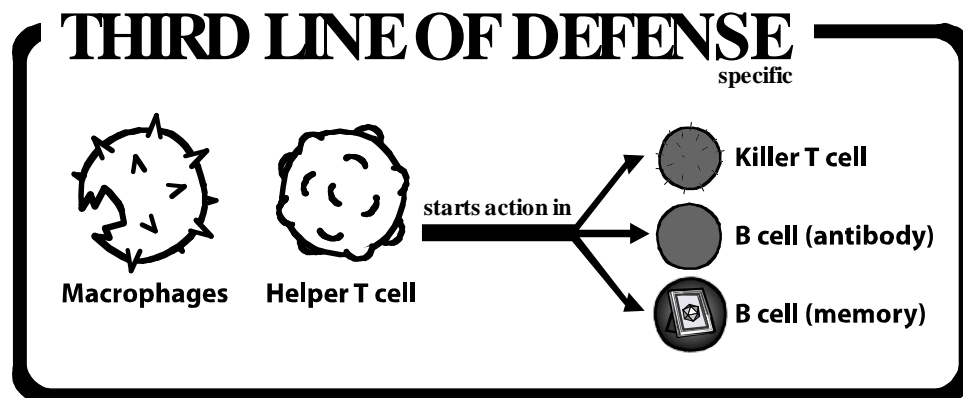 THIRD LINE OF DEFENSE
specific
Macrophages
Helper T cell
starts action in
Killer T cell
B cell (antibody)
B cell (memory)